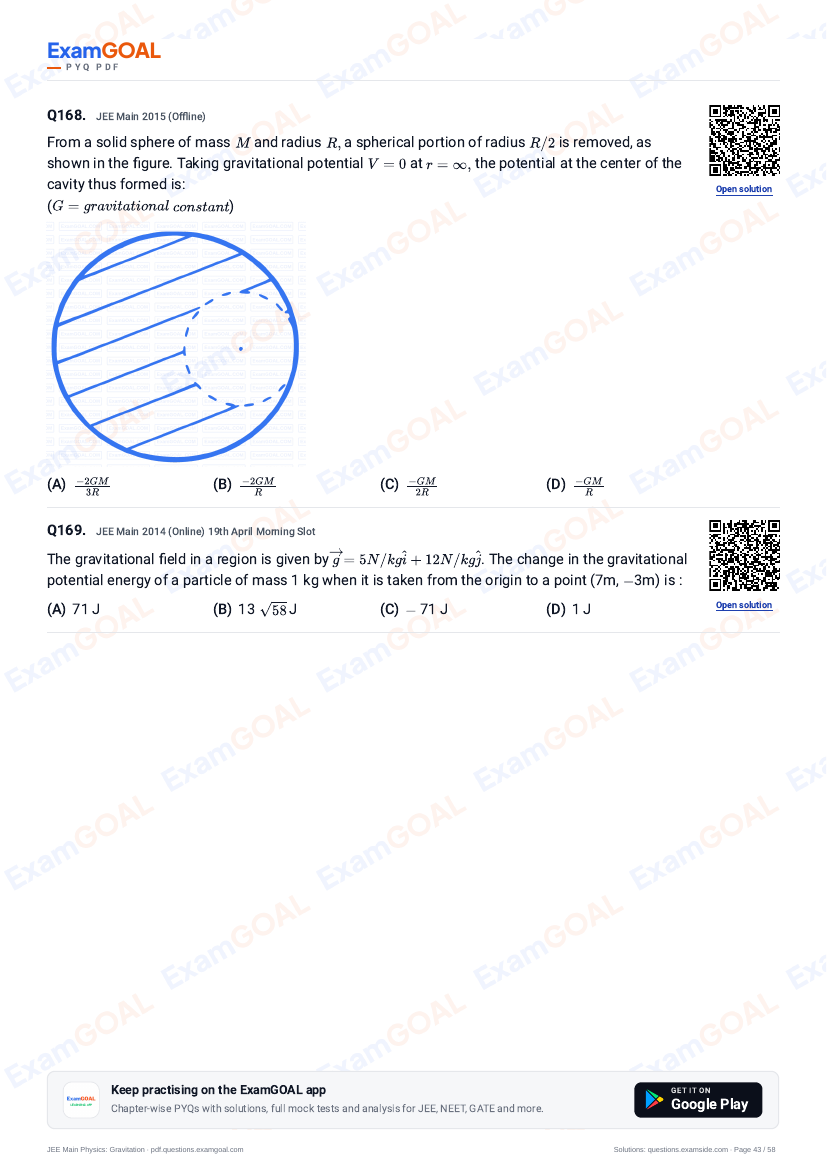 ExamGOAL
PYQ PDF
Q168. JEE Main 2015 (Offline)
From a solid sphere of mass M and radius R, a spherical portion of radius R/2 is removed, as
shown in the figure. Taking gravitational potential V = 0 at r = ∞, the potential at the center of the
cavity thus formed is:
(G = gravitational constant)
Open solution
(A) −2GM/3R (B) −2GM/R (C) −GM/2R (D) −GM/R
Q169. JEE Main 2014 (Online) 19th April Morning Slot
The gravitational field in a region is given by g⃗ = 5N/kg î + 12N/kg ĵ. The change in the gravitational
potential energy of a particle of mass 1 kg when it is taken from the origin to a point (7m, −3m) is :
Open solution
(A) 71 J (B) 13 √58 J (C) − 71 J (D) 1 J
Keep practising on the ExamGOAL app
Chapter-wise PYQs with solutions, full mock tests and analysis for JEE, NEET, GATE and more.
GET IT ON
Google Play
JEE Main Physics: Gravitation · pdf.questions.examgoal.com
Solutions: questions.examside.com · Page 43 / 58